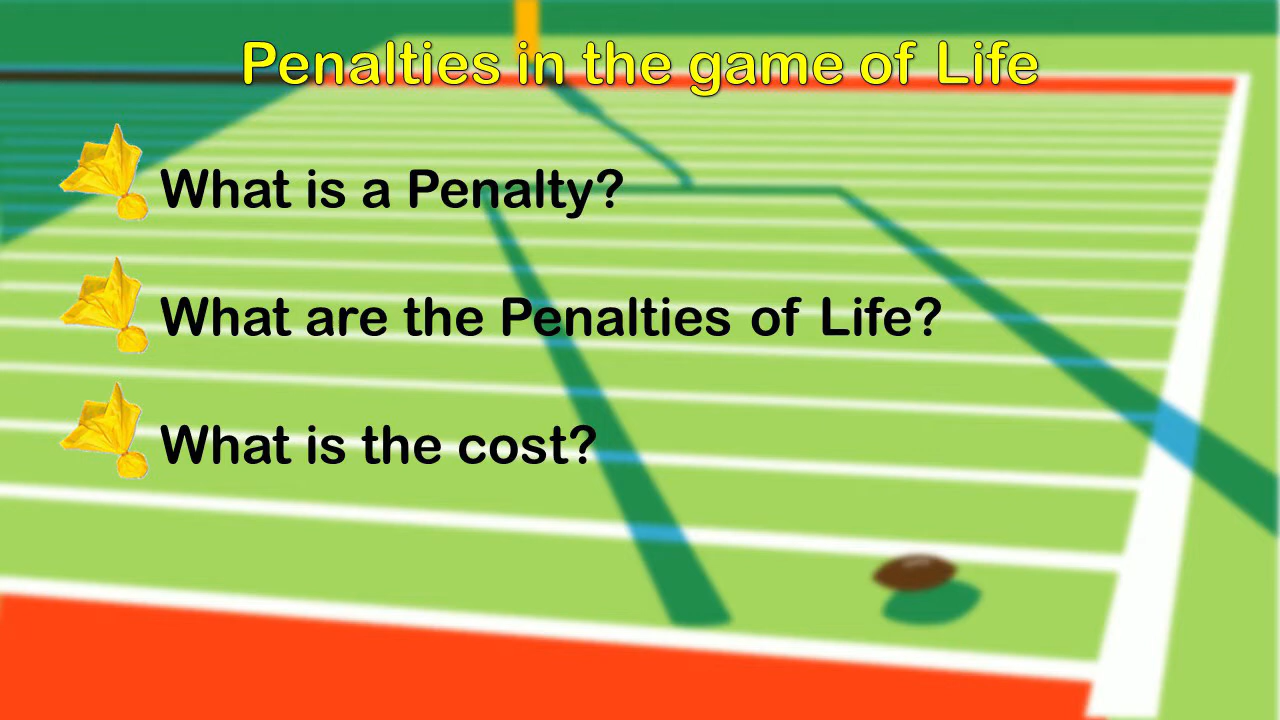 Penalties in the game of Life
What is a Penalty?
What are the Penalties of Life?
What is the cost?